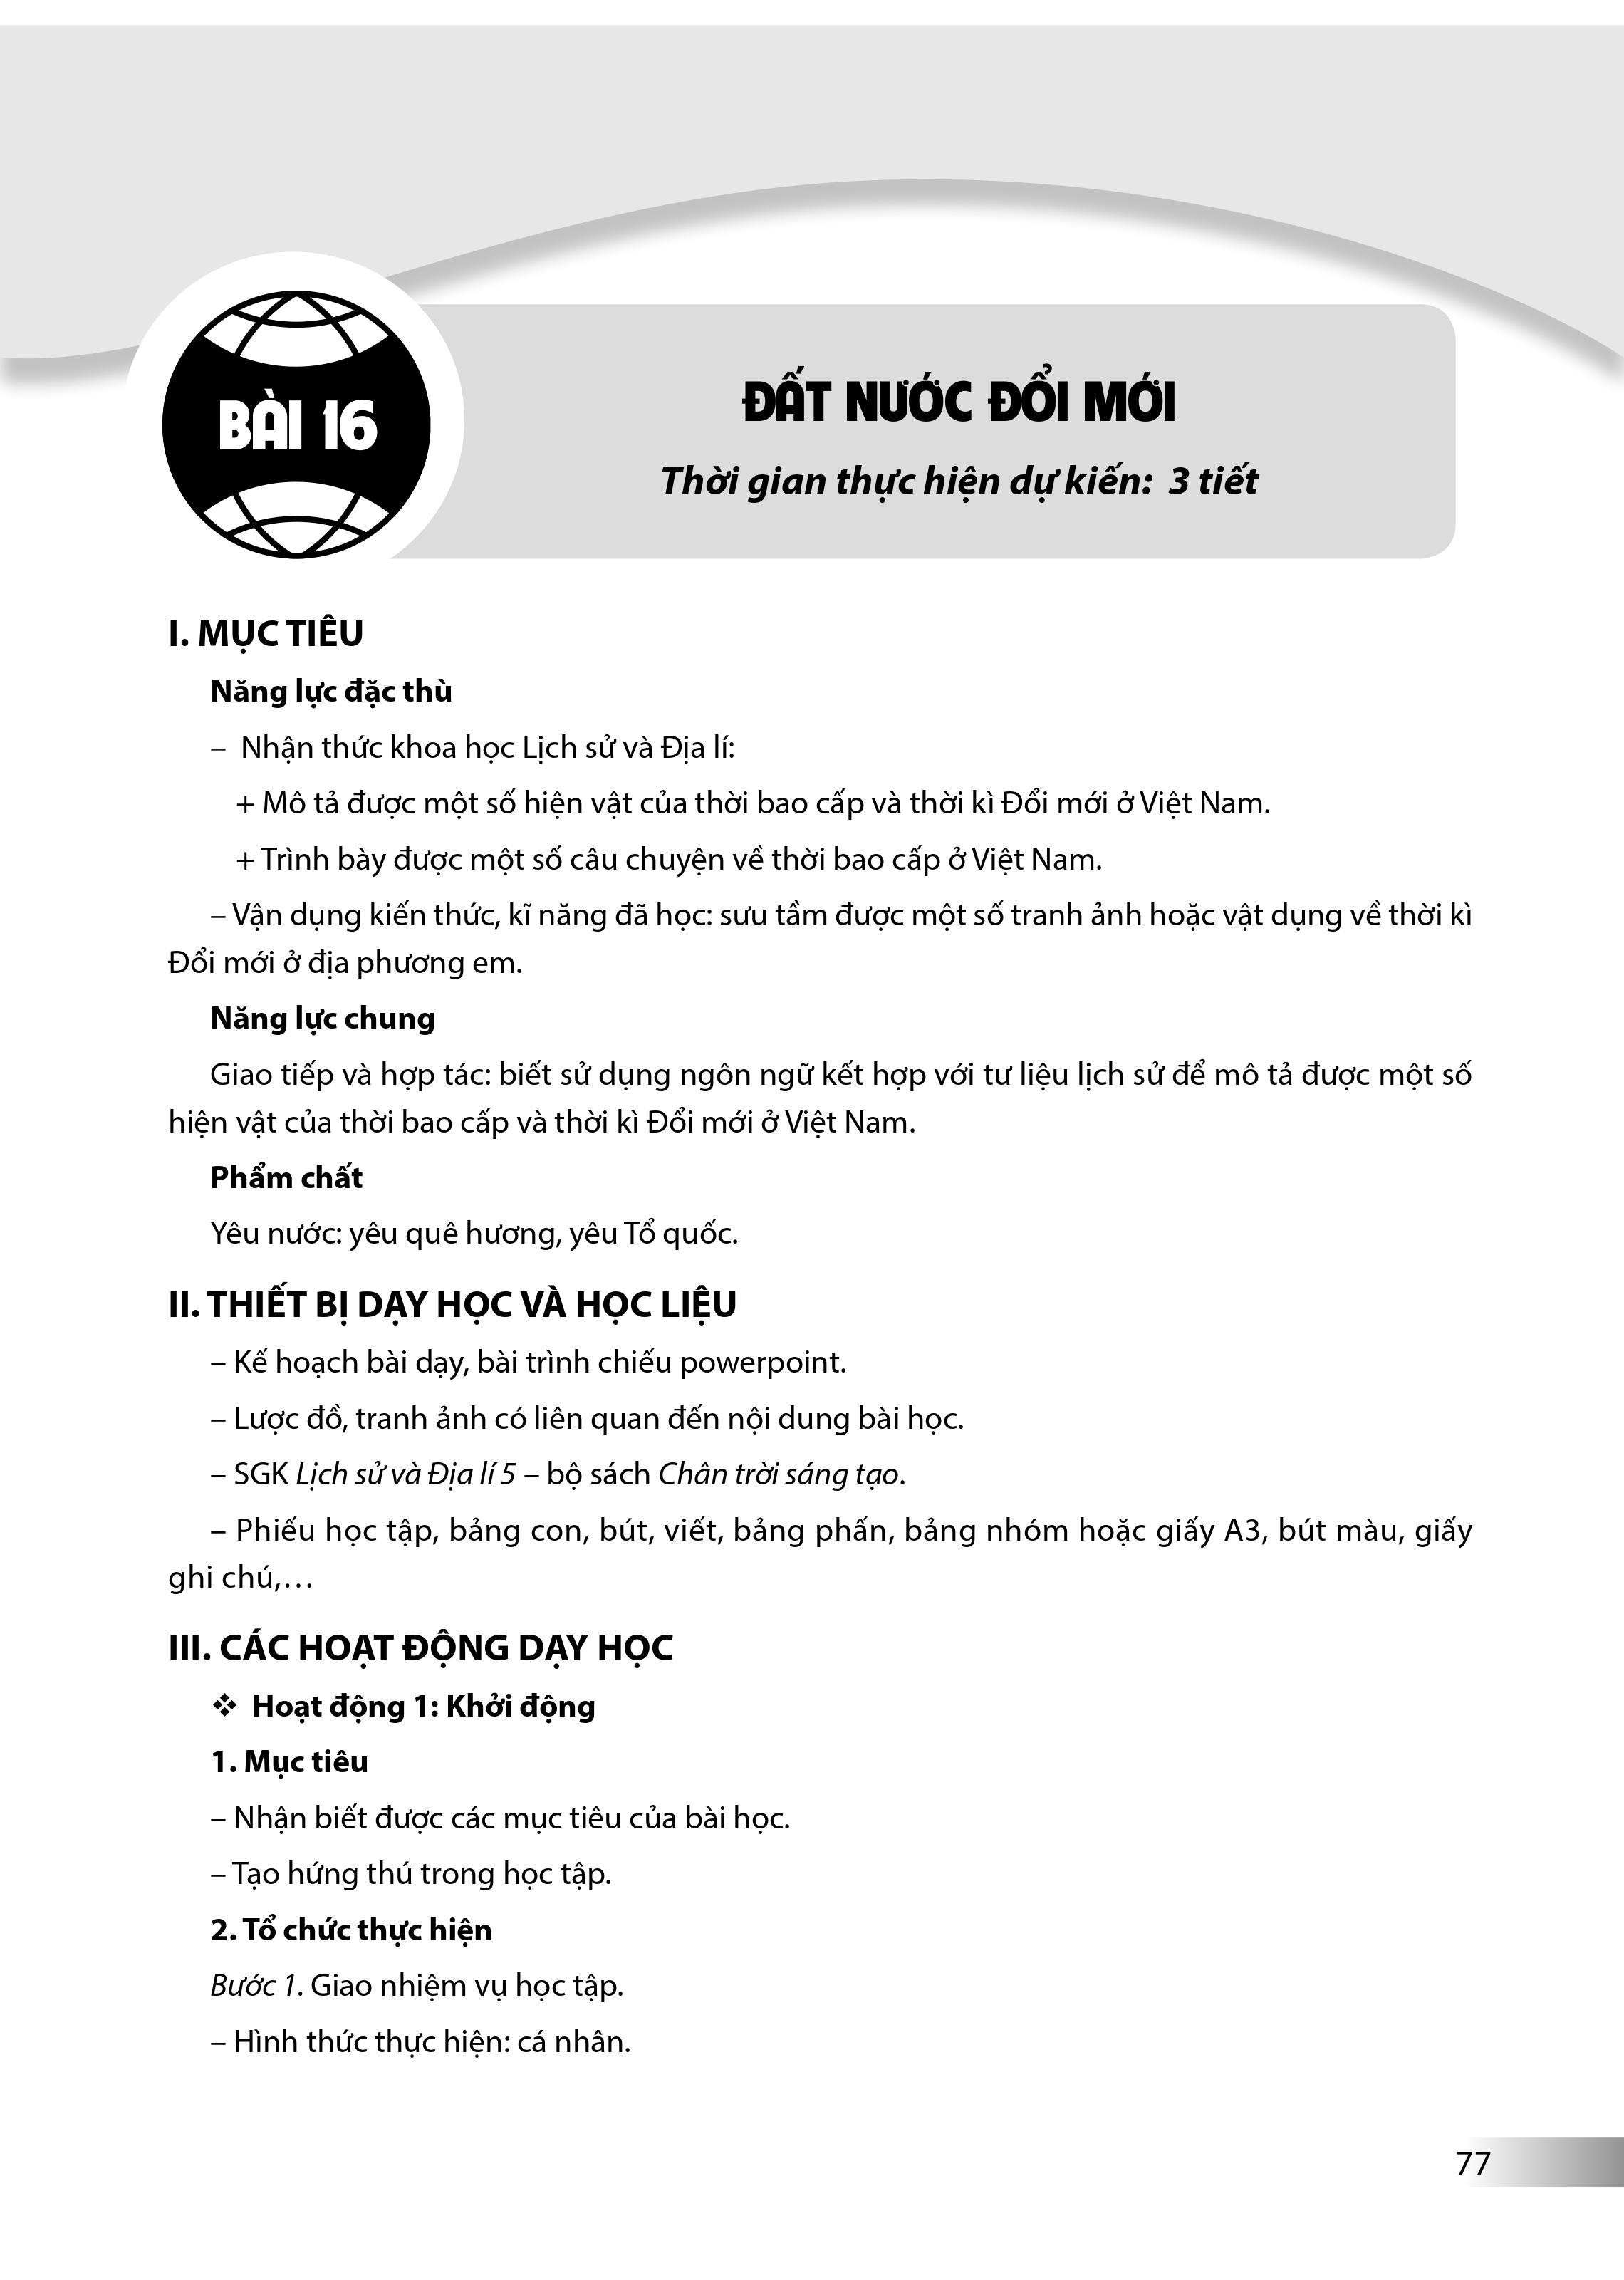 BÀI 16
ĐẤT NƯỚC ĐỔI MỚI
Thời gian thực hiện dự kiến: 3 tiết
I. MỤC TIÊU
Năng lực đặc thù
– Nhận thức khoa học Lịch sử và Địa lí:
+ Mô tả được một số hiện vật của thời bao cấp và thời kì Đổi mới ở Việt Nam.
+ Trình bày được một số câu chuyện về thời bao cấp ở Việt Nam.
– Vận dụng kiến thức, kĩ năng đã học: sưu tầm được một số tranh ảnh hoặc vật dụng về thời kì
Đổi mới ở địa phương em.
Năng lực chung
Giao tiếp và hợp tác: biết sử dụng ngôn ngữ kết hợp với tư liệu lịch sử để mô tả được một số
hiện vật của thời bao cấp và thời kì Đổi mới ở Việt Nam.
Phẩm chất
Yêu nước: yêu quê hương, yêu Tổ quốc.
II. THIẾT BỊ DẠY HỌC VÀ HỌC LIỆU
– Kế hoạch bài dạy, bài trình chiếu powerpoint.
– Lược đồ, tranh ảnh có liên quan đến nội dung bài học.
– SGK Lịch sử và Địa lí 5 – bộ sách Chân trời sáng tạo.
– Phiếu học tập, bảng con, bút, viết, bảng phấn, bảng nhóm hoặc giấy A3, bút màu, giấy
ghi chú,…
III. CÁC HOẠT ĐỘNG DẠY HỌC
❖ Hoạt động 1: Khởi động
1. Mục tiêu
– Nhận biết được các mục tiêu của bài học.
– Tạo hứng thú trong học tập.
2. Tổ chức thực hiện
Bước 1. Giao nhiệm vụ học tập.
– Hình thức thực hiện: cá nhân.
77